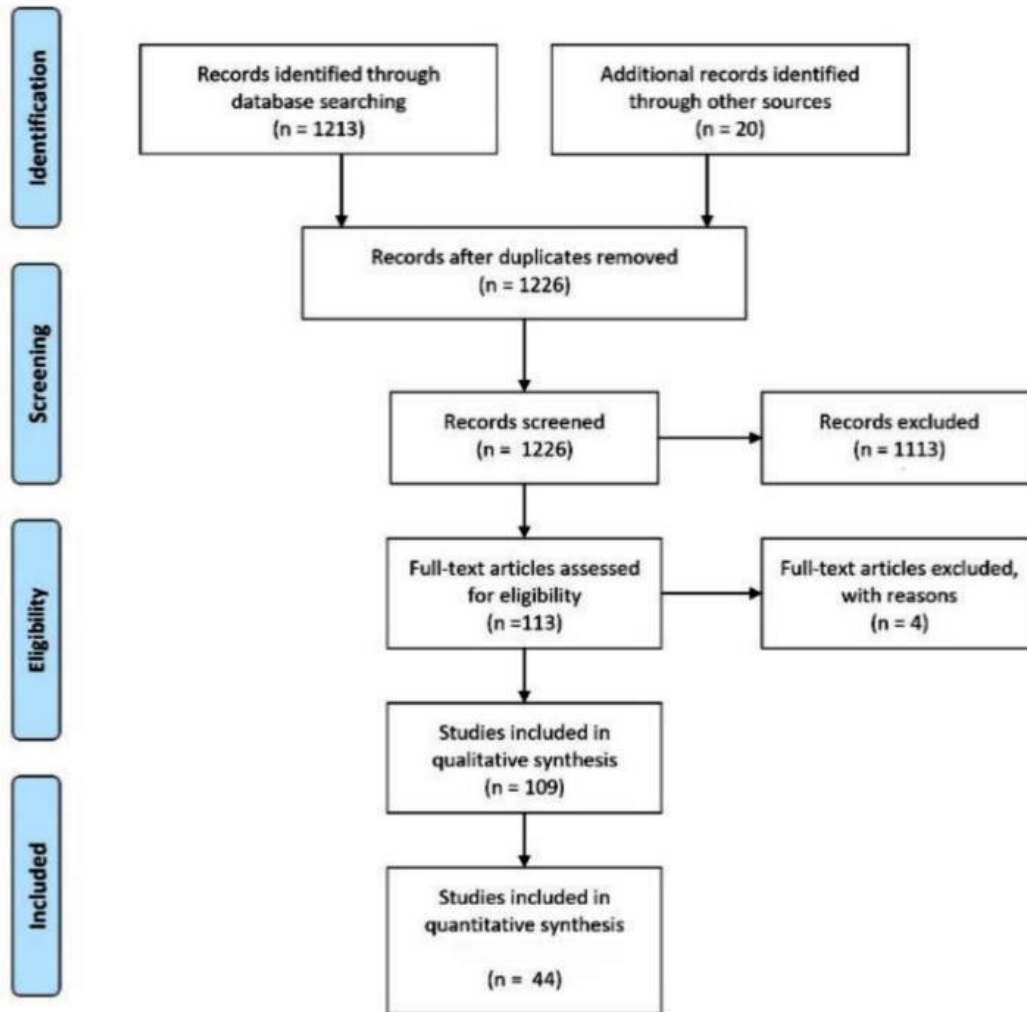 Identification
Records identified through
database searching
(n = 1213)
Additional records identified
through other sources
(n = 20)
Records after duplicates removed
(n = 1226)
Screening
Records screened
(n = 1226)
Records excluded
(n = 1113)
Eligibility
Full-text articles assessed
for eligibility
(n =113)
Full-text articles excluded,
with reasons
(n = 4)
Studies included in
qualitative synthesis
(n = 109)
Included
Studies included in
quantitative synthesis
(n = 44)